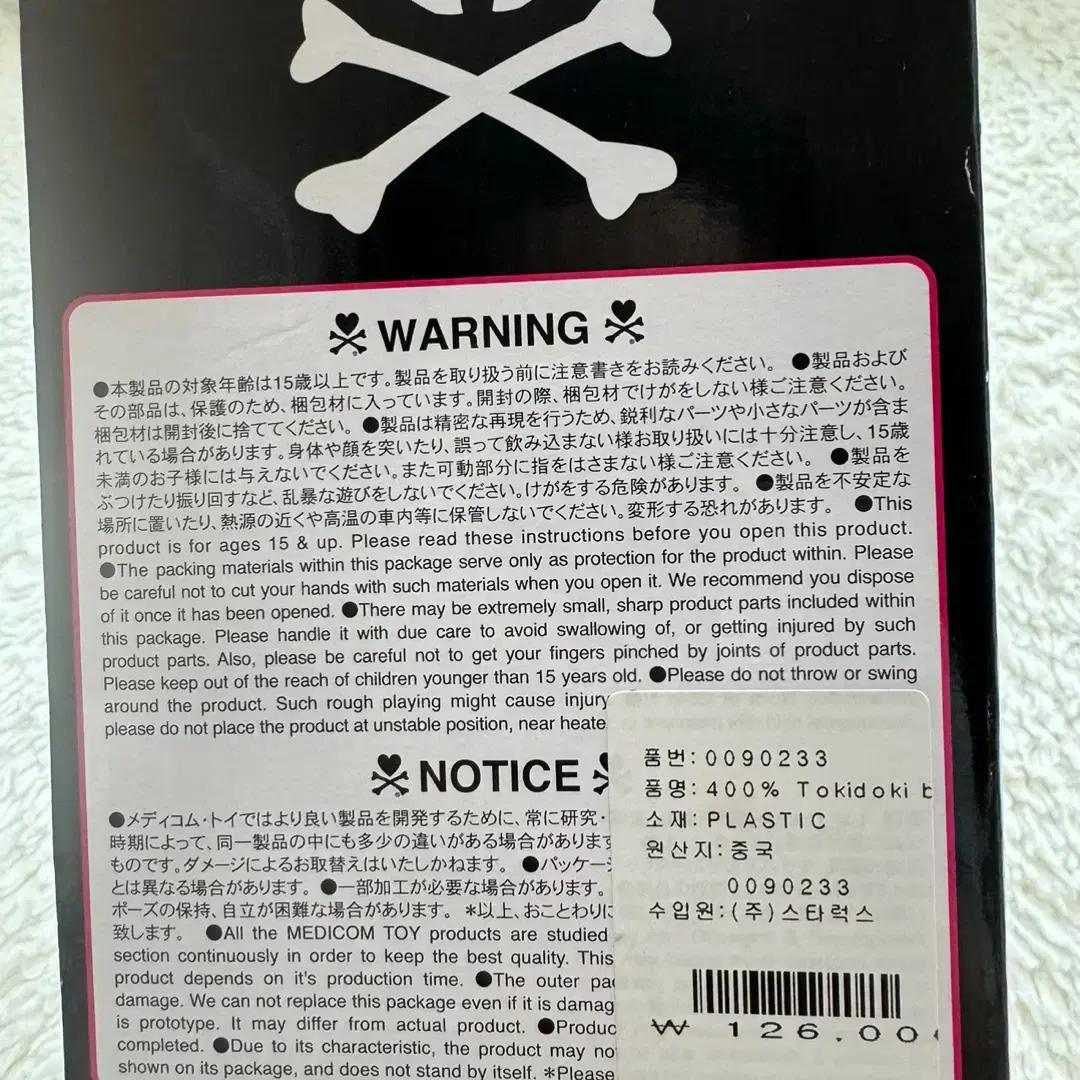 WARNING
●本製品の対象年齢は15歳以上です。製品を取り扱う前に注意書きをお読みください。 ●製品および
その部品は、保護のため、梱包材に入っています。開封の際、梱包材でけがをしない様ご注意ください。
梱包材は開封後に捨ててください。 ●製品は精密な再現を行うため、鋭利なパーツや小さなパーツが含ま
れている場合があります。身体や顔を突いたり、誤って飲み込まない様お取り扱いには十分注意し、15歳
未満のお子様には与えないでください。また可動部分に指をはさまない様ご注意ください。 ●製品を
ぶつけたり振り回すなど、乱暴な遊びをしないでください。けがをする危険があります。 ●製品を不安定な
場所に置いたり、熱源の近くや高温の車内等に保管しないでください。変形する恐れがあります。 ●This
product is for ages 15 & up. Please read these instructions before you open this product.
●The packing materials within this package serve only as protection for the product within. Please
be careful not to cut your hands with such materials when you open it. We recommend you dispose
of it once it has been opened. ●There may be extremely small, sharp product parts included within
this package. Please handle it with due care to avoid swallowing of, or getting injured by such
product parts. Also, please be careful not to get your fingers pinched by joints of product parts.
Please keep out of the reach of children younger than 15 years old. ●Please do not throw or swing
around the product. Such rough playing might cause injury.
please do not place the product at unstable position, near heate
NOTICE
●メディコム・トイではより良い製品を開発するために、常に研究・
時期によって、同一製品の中にも多少の違いがある場合があります
ものです。ダメージによるお取替えはいたしかねます。 ●パッケージ
とは異なる場合があります。 ●一部加工が必要な場合があります。
ポーズの保持、自立が困難な場合があります。 *以上、おことわりに
致します。 ●All the MEDICOM TOY products are studied
section continuously in order to keep the best quality. This
product depends on it's production time. ●The outer pa
damage. We can not replace this package even if it is damag
is prototype. It may differ from actual product. ●Produc
completed. ●Due to its characteristic, the product may no
shown on its package, and does not stand by itself. *Please
품번: 0090233
품명: 400% Tokidoki b
소재: PLASTIC
원산지: 중국
0090233
수입원: (주)스타럭스
₩ 126.00